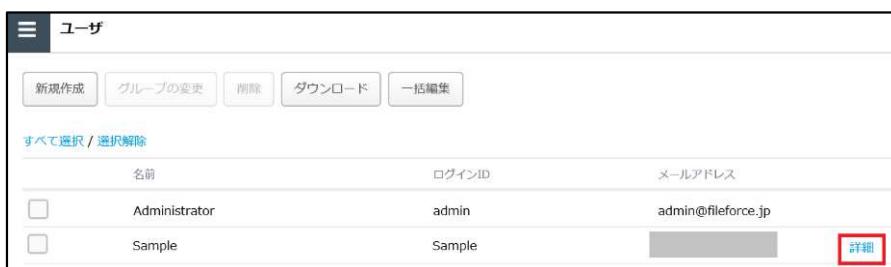 ユーザ
新規作成 グループの変更 削除 ダウンロード 一括編集
すべて選択 / 選択解除
名前 ログインID メールアドレス
Administrator admin admin@fileforce.jp
Sample Sample 詳細